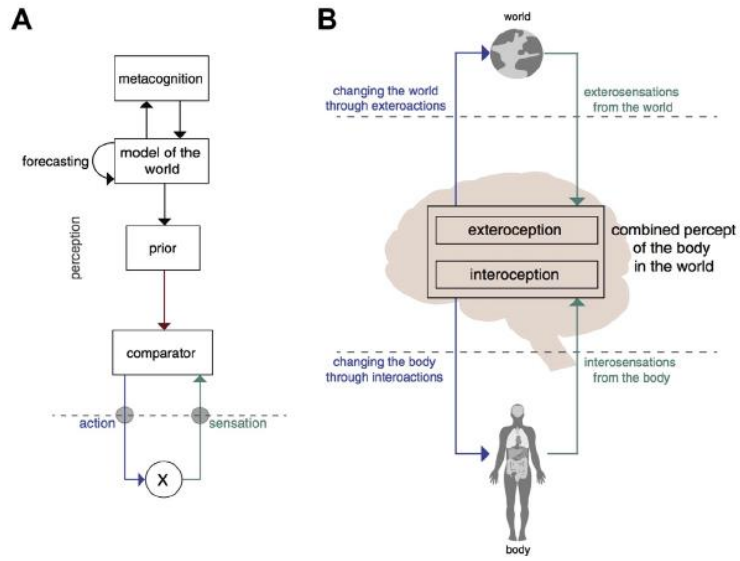 A
metacognition
forecasting
model of the
world
perception
prior
comparator
action
sensation
X
B
world
changing the world
through exteroactions
exterosensations
from the world
exteroception
interoception
combined percept
of the body
in the world
changing the body
through interoactions
interosensations
from the body
body